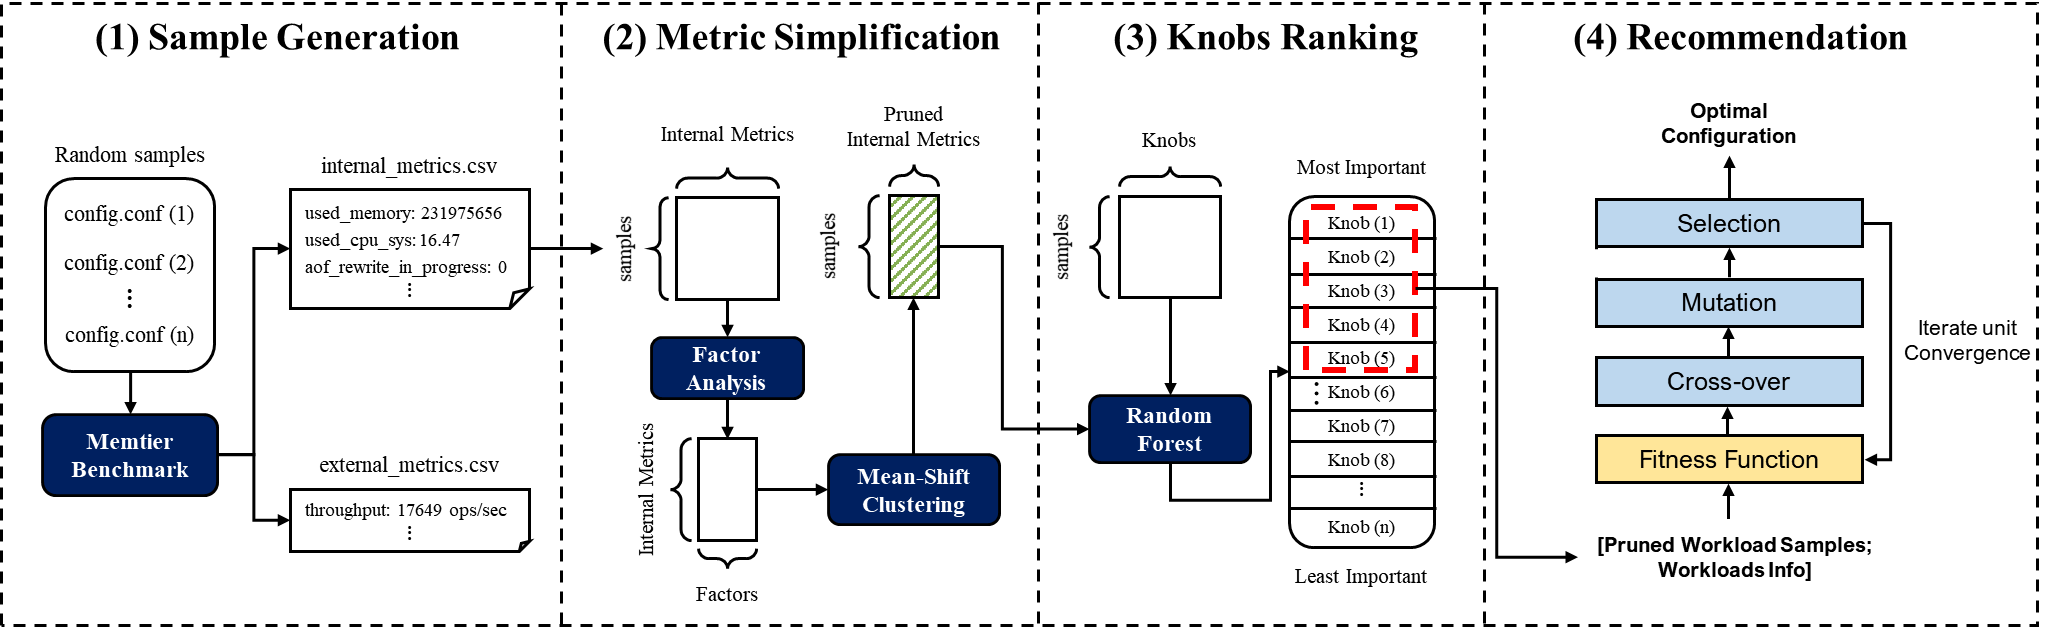 (1) Sample Generation
Random samples
config.conf (1)
config.conf (2)
⋮
config.conf (n)
Memtier
Benchmark
internal_metrics.csv
used_memory: 231975656
used_cpu_sys: 16.47
aof_rewrite_in_progress: 0
⋮
external_metrics.csv
throughput: 17649 ops/sec
⋮
(2) Metric Simplification
Internal Metrics
samples
Factor
Analysis
Internal Metrics
Factors
Pruned
Internal Metrics
samples
Mean-Shift
Clustering
(3) Knobs Ranking
Knobs
samples
Random
Forest
Most Important
Knob (1)
Knob (2)
Knob (3)
Knob (4)
Knob (5)
⋮ Knob (6)
Knob (7)
Knob (8)
⋮
Knob (n)
Least Important
(4) Recommendation
Optimal
Configuration
Selection
Mutation
Cross-over
Fitness Function
Iterate unit
Convergence
[Pruned Workload Samples;
Workloads Info]